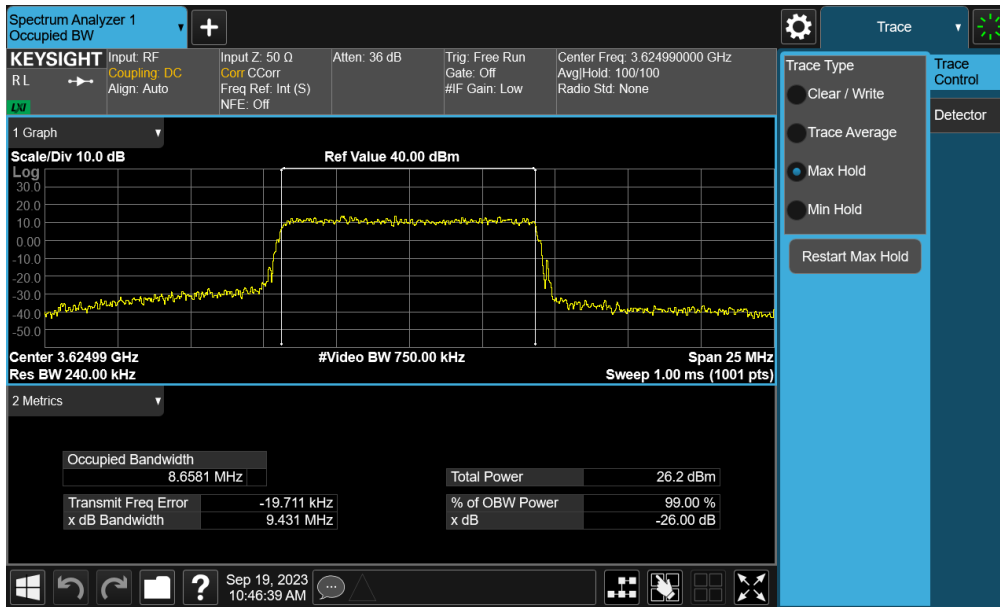 Spectrum Analyzer 1
Occupied BW
+
Trace
KEYSIGHT
R L
LXI
Input: RF
Coupling: DC
Align: Auto
Input Z: 50 Ω
Corr CCorr
Freq Ref: Int (S)
NFE: Off
Atten: 36 dB
Trig: Free Run
Gate: Off
#IF Gain: Low
Center Freq: 3.624990000 GHz
Avg|Hold: 100/100
Radio Std: None
Trace Type
Clear / Write
Trace Average
Max Hold
Min Hold
Restart Max Hold
Trace
Control
Detector
1 Graph
Scale/Div 10.0 dB
Ref Value 40.00 dBm
Log
30.0
20.0
10.0
0.00
-10.0
-20.0
-30.0
-40.0
-50.0
Center 3.62499 GHz
#Video BW 750.00 kHz
Span 25 MHz
Res BW 240.00 kHz
Sweep 1.00 ms (1001 pts)
2 Metrics
Occupied Bandwidth
8.6581 MHz
Total Power 26.2 dBm
Transmit Freq Error -19.711 kHz
% of OBW Power 99.00 %
x dB Bandwidth 9.431 MHz
x dB -26.00 dB
?
Sep 19, 2023
10:46:39 AM